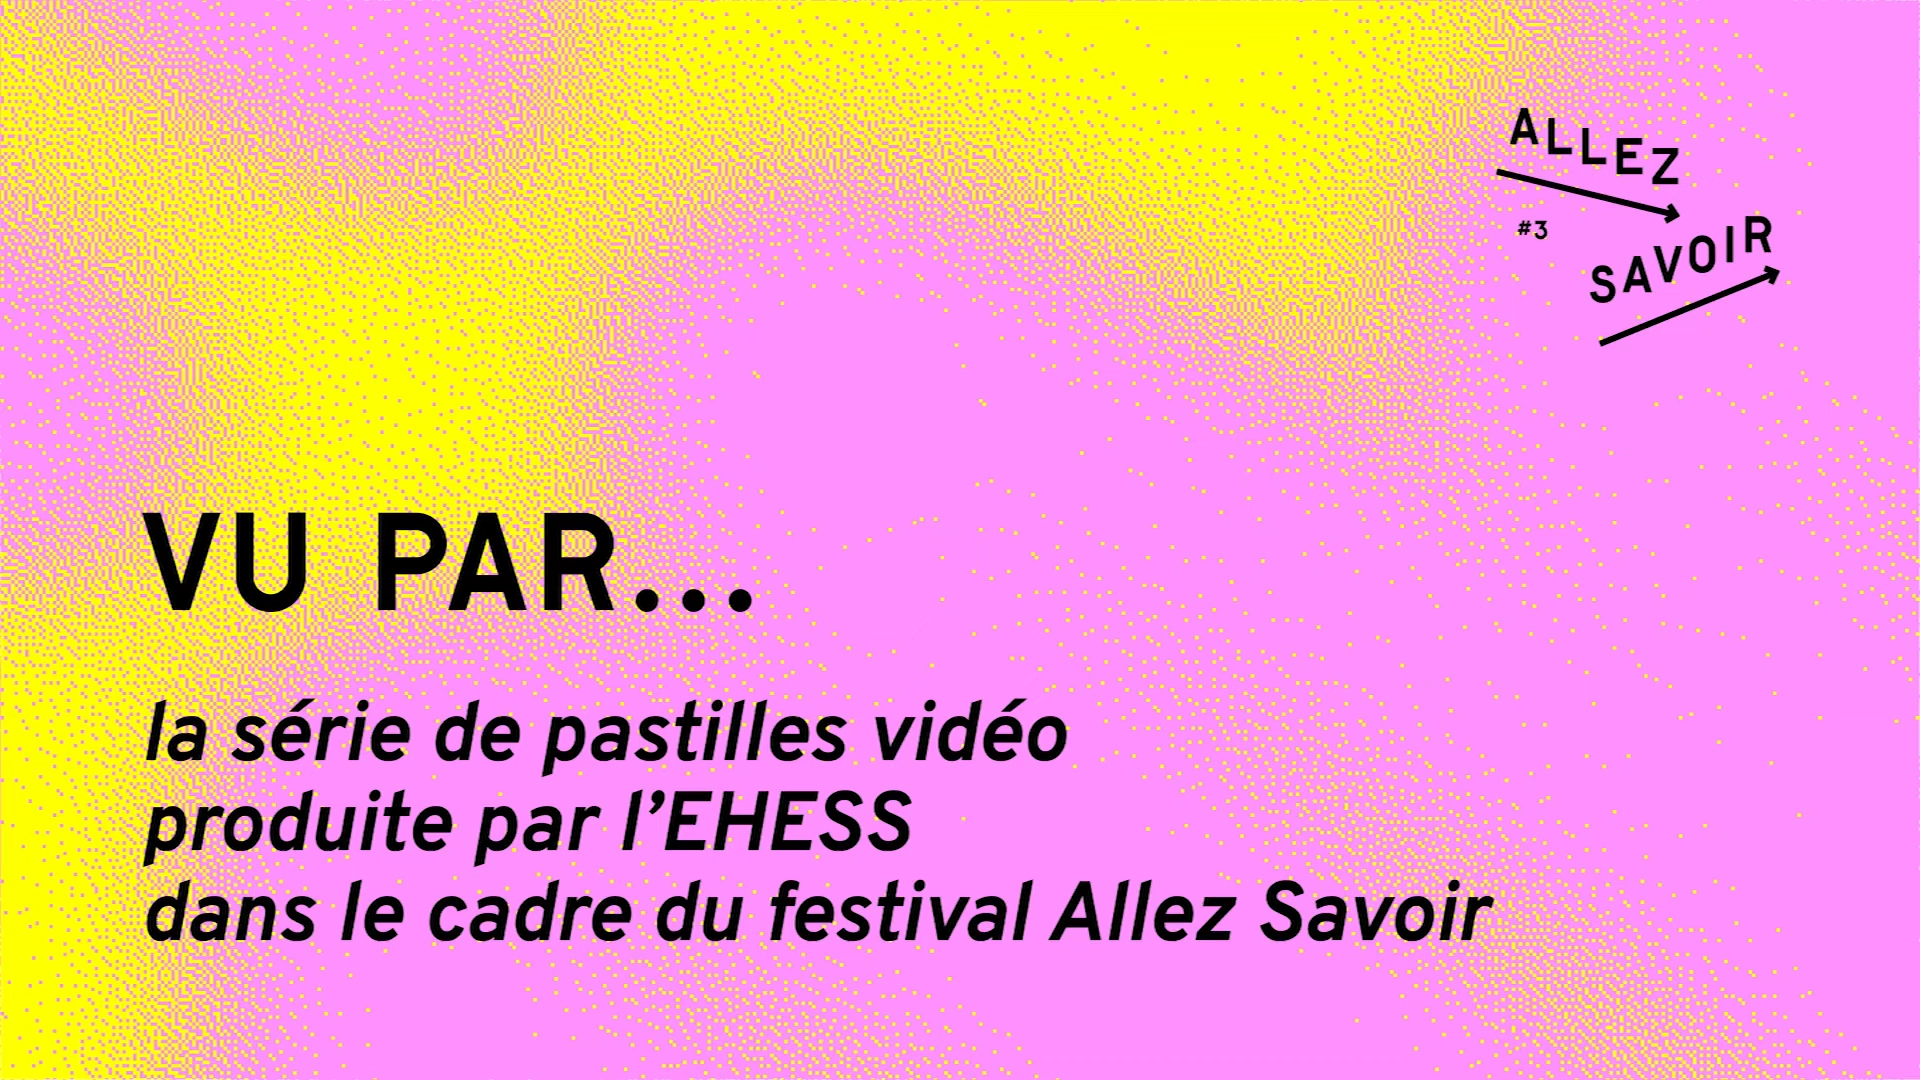 ALLEZ
#3
SAVOIR
VU PAR...
la série de pastilles vidéo
produite par l’EHESS
dans le cadre du festival Allez Savoir